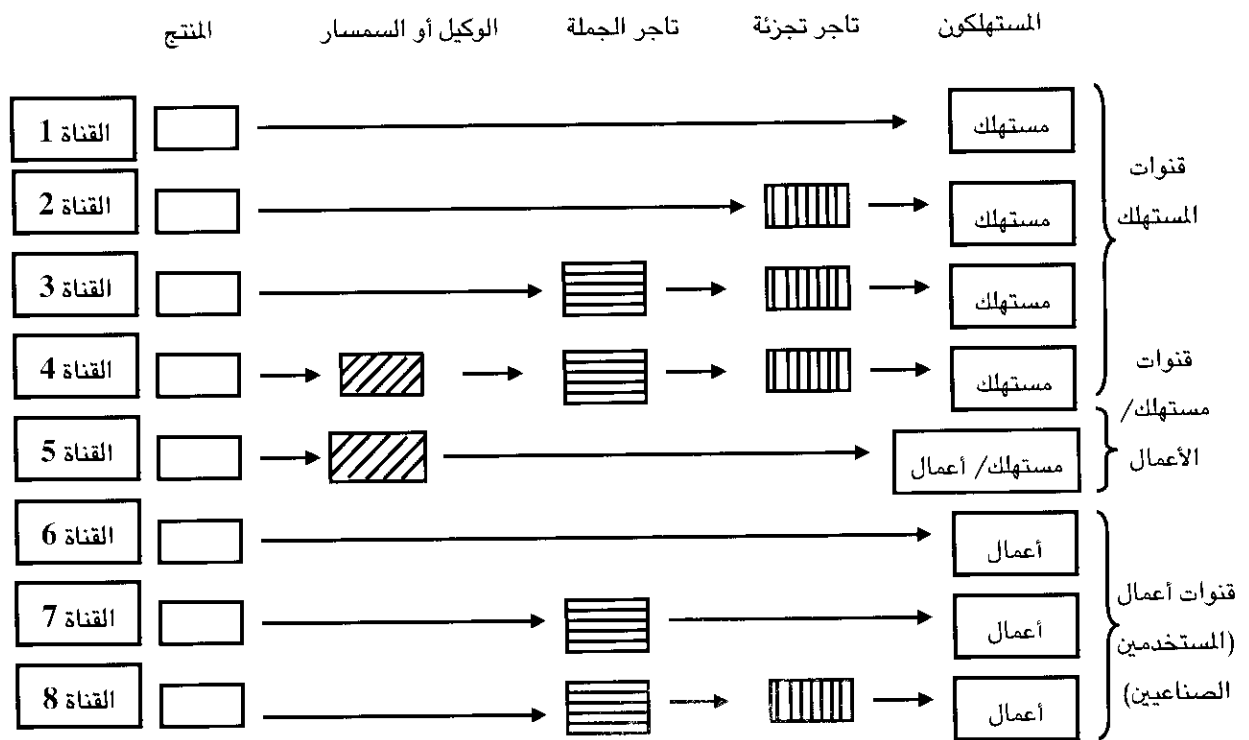 المستهلكون تاجر تجزئة تاجر الجملة الوكيل أو السمسار المنتج
القناة 1
مستهلك
القناة 2
مستهلك
قنوات
المستهلك
القناة 3
مستهلك
القناة 4
مستهلك
قنوات
مستهلك/
الأعمال
القناة 5
مستهلك/ أعمال
القناة 6
أعمال
القناة 7
أعمال
قنوات أعمال
(المستخدمين
الصناعيين)
القناة 8
أعمال